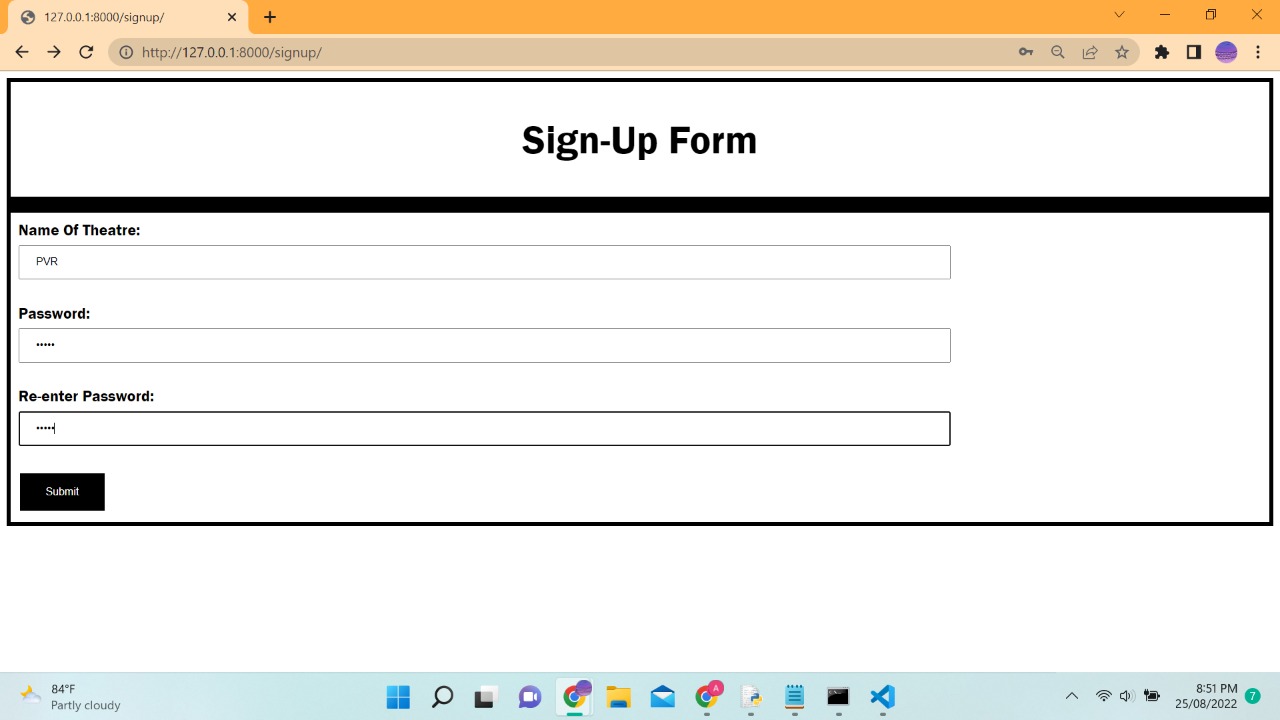 127.0.0.1:8000/signup/
http://127.0.0.1:8000/signup/
Sign-Up Form
Name Of Theatre:
PVR
Password:
•••••
Re-enter Password:
•••••
Submit
84°F
Partly cloudy
A
8:51 PM
25/08/2022
7